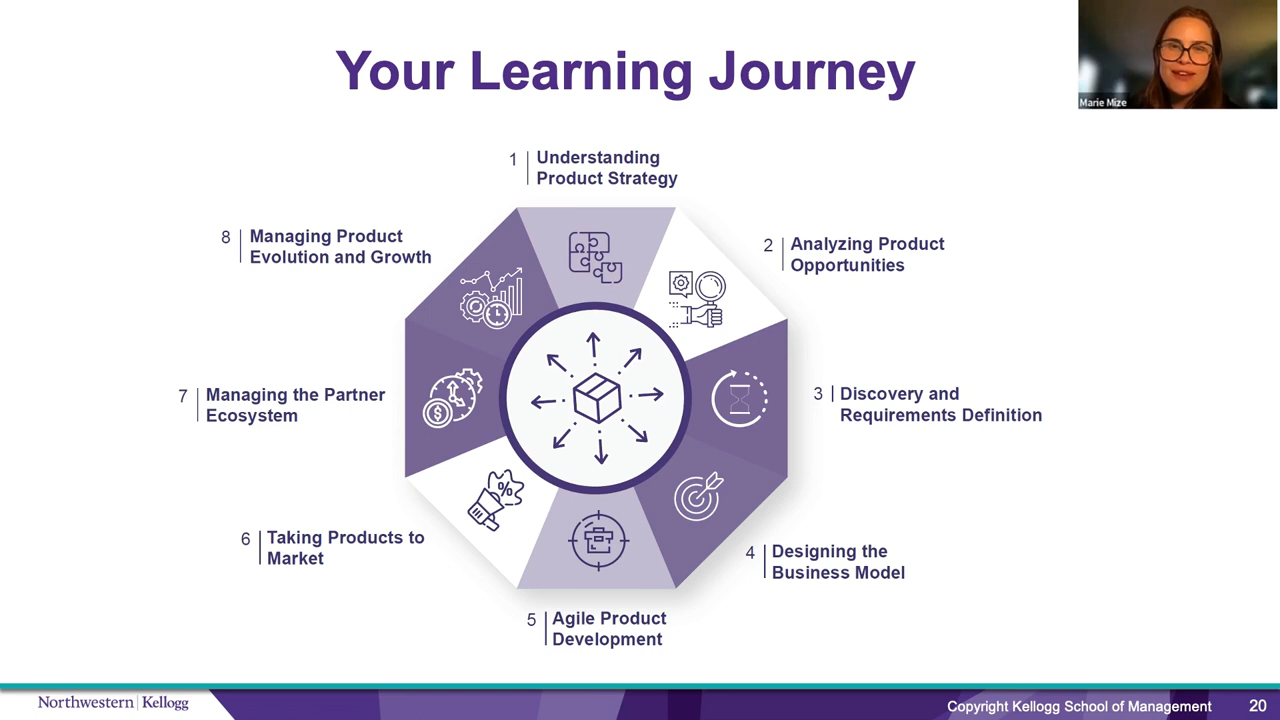 Your Learning Journey
Marie Mize
1
Understanding
Product Strategy
2
Analyzing Product
Opportunities
3
Discovery and
Requirements Definition
4
Designing the
Business Model
5
Agile Product
Development
6
Taking Products to
Market
7
Managing the Partner
Ecosystem
8
Managing Product
Evolution and Growth
%
$
Northwestern | Kellogg
Copyright Kellogg School of Management
20